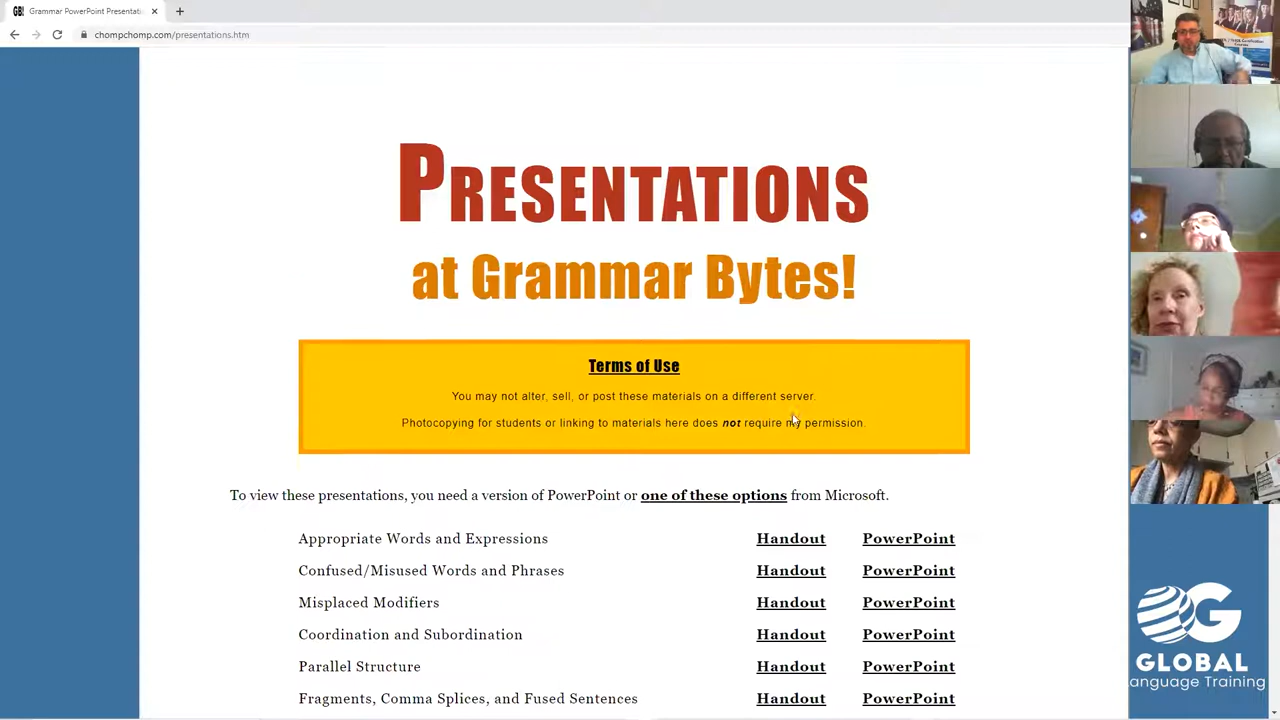 GB! Grammar PowerPoint Presentati
chompchomp.com/presentations.htm
PRESENTATIONS
at Grammar Bytes!
Terms of Use
You may not alter, sell, or post these materials on a different server.
Photocopying for students or linking to materials here does not require my permission.
To view these presentations, you need a version of PowerPoint or one of these options from Microsoft.
Appropriate Words and Expressions Handout PowerPoint
Confused/Misused Words and Phrases Handout PowerPoint
Misplaced Modifiers Handout PowerPoint
Coordination and Subordination Handout PowerPoint
Parallel Structure Handout PowerPoint
Fragments, Comma Splices, and Fused Sentences Handout PowerPoint
G
GLOBAL
anguage Training